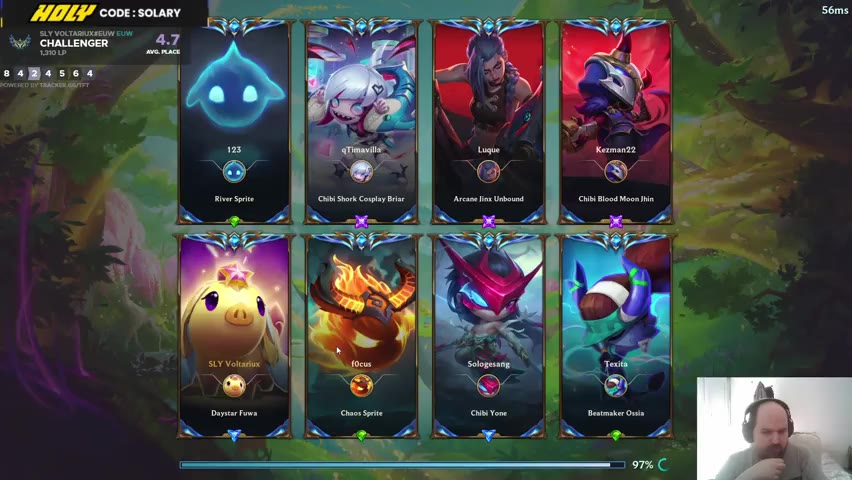 HOLY CODE : SOLARY
56ms
SLY VOLTARIUX#EUW EUW
CHALLENGER
1,310 LP
4.7
AVG. PLACE
8 4 2 4 5 6 4
POWERED BY TRACKER.GG/TFT
123
River Sprite
qTimavilla
Chibi Shork Cosplay Briar
Luque
Arcane Jinx Unbound
Kezman22
Chibi Blood Moon Jhin
SLY Voltariux
Daystar Fuwa
f0cus
Chaos Sprite
Sologesang
Chibi Yone
Texita
Beatmaker Ossia
97%